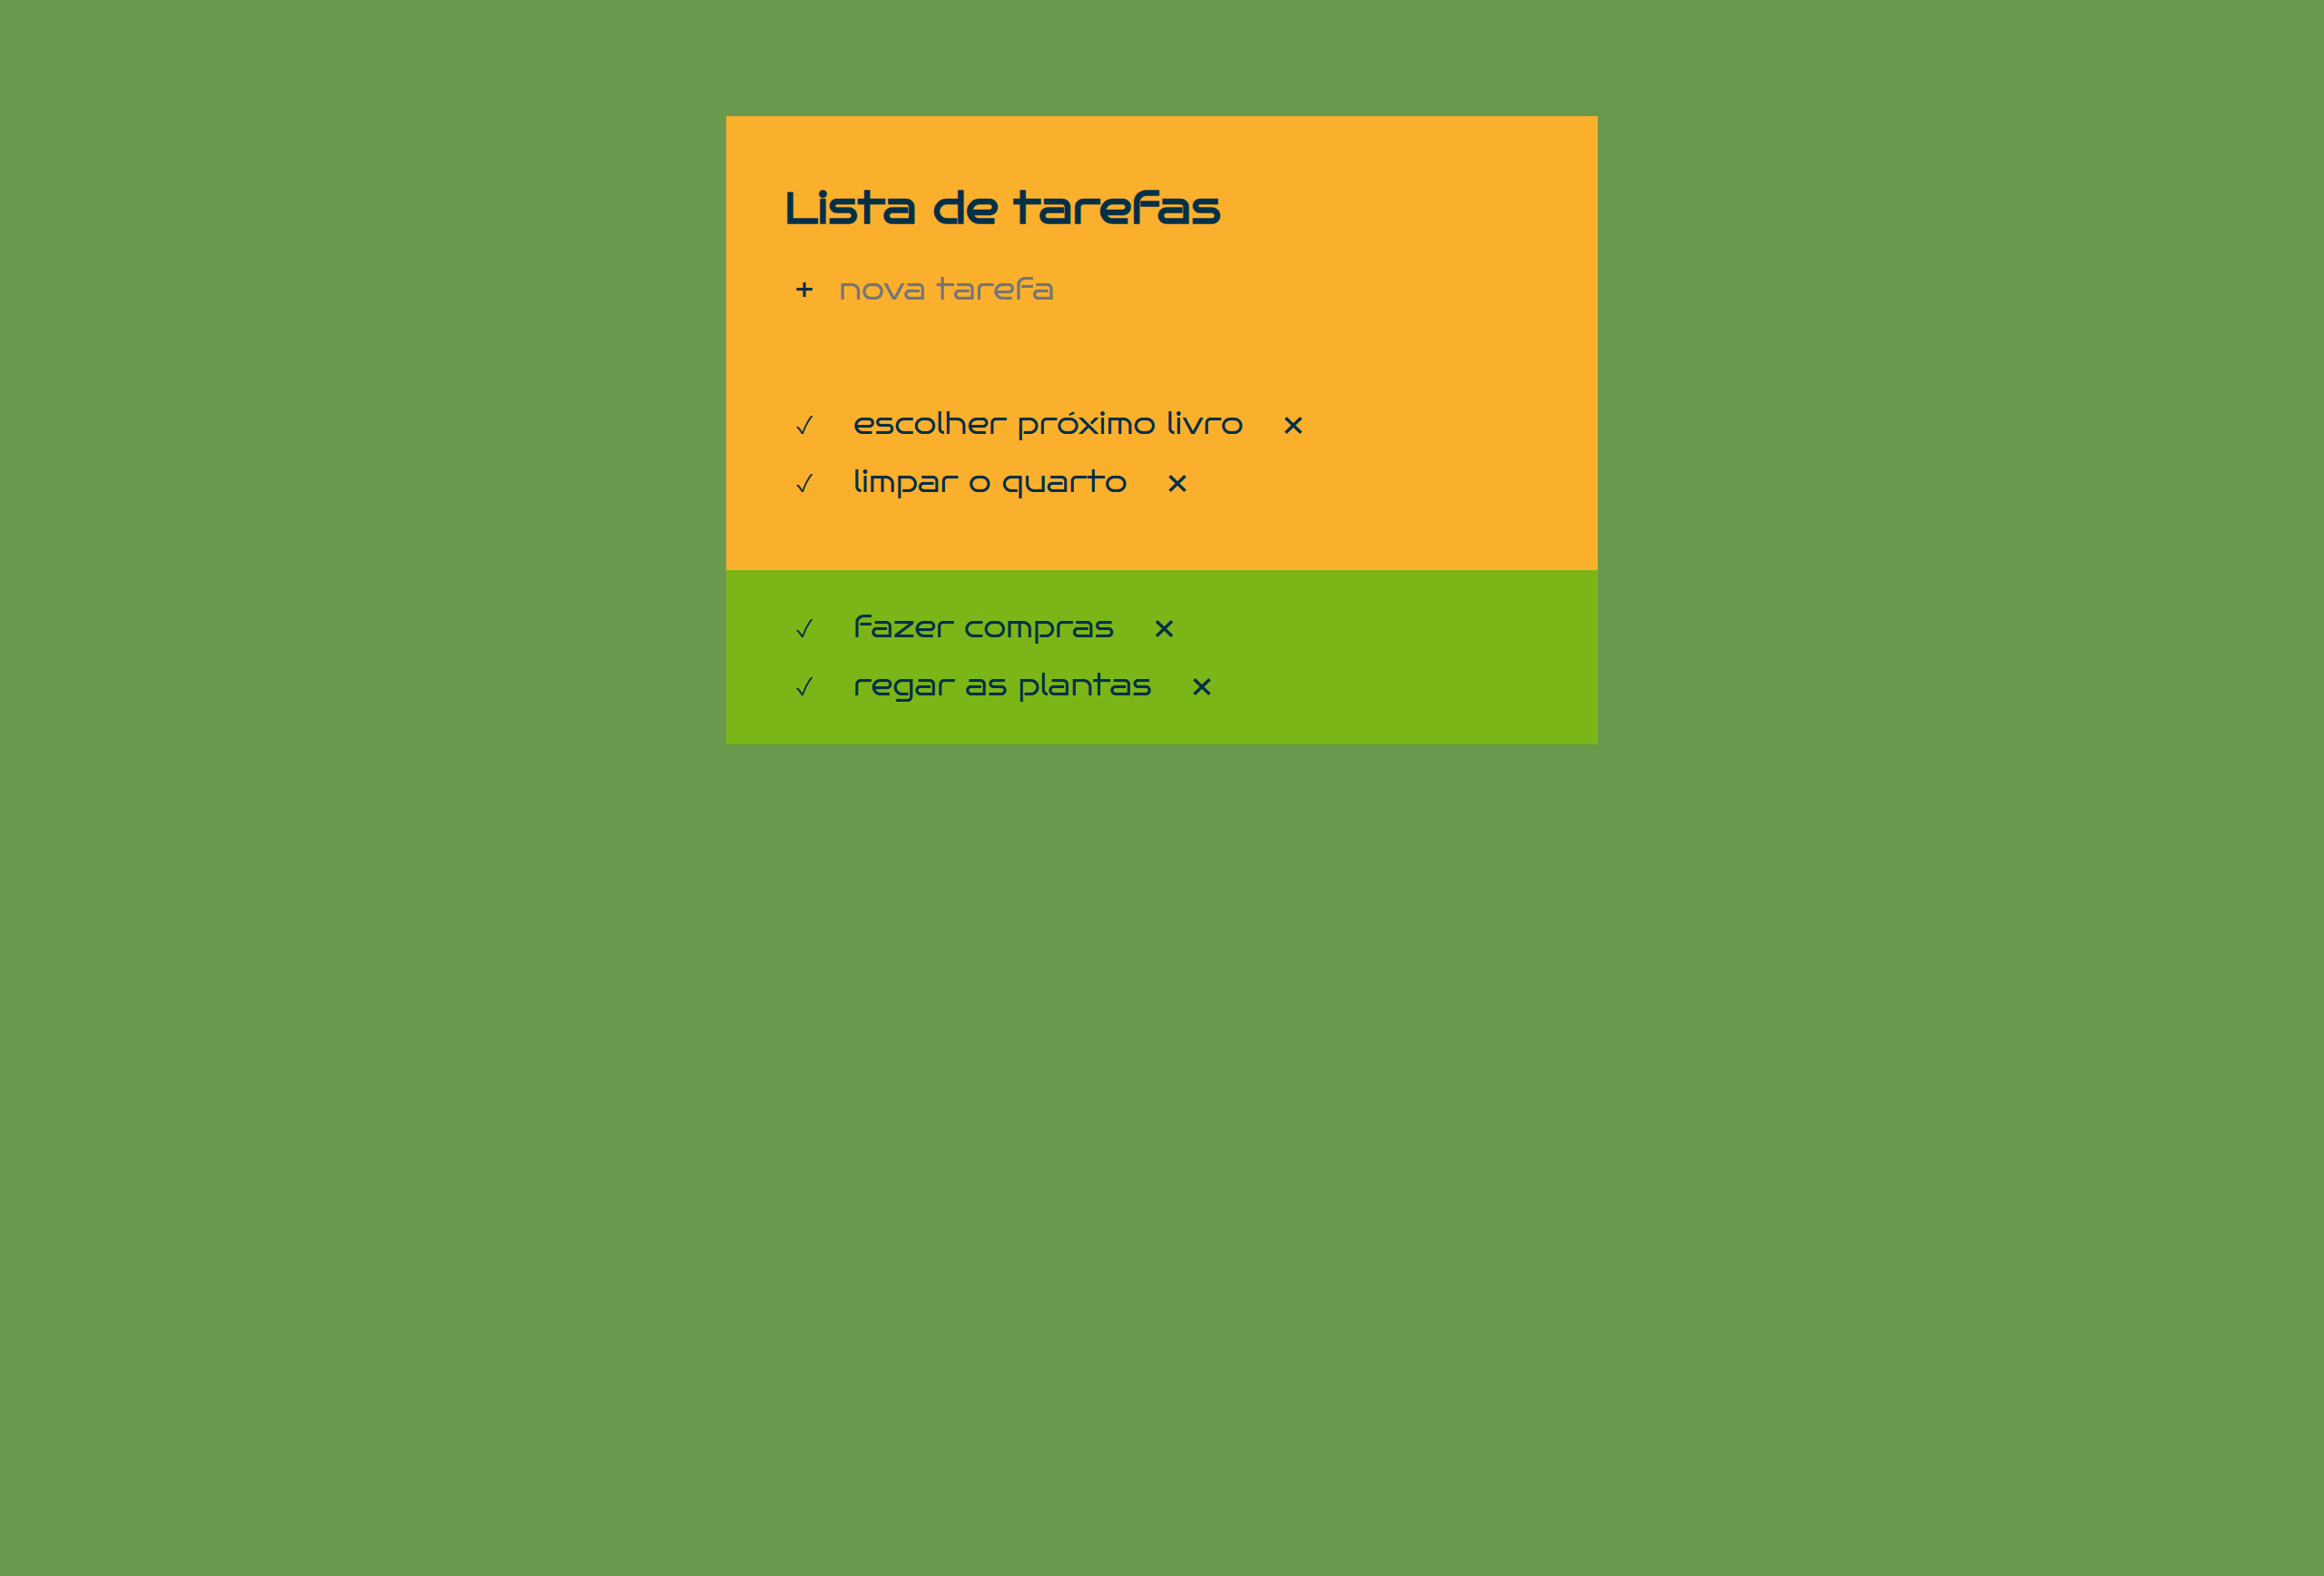 Lista de tarefas
+ nova tarefa
✓ escolher próximo livro ✕
✓ limpar o quarto ✕
✓ fazer compras ✕
✓ regar as plantas ✕